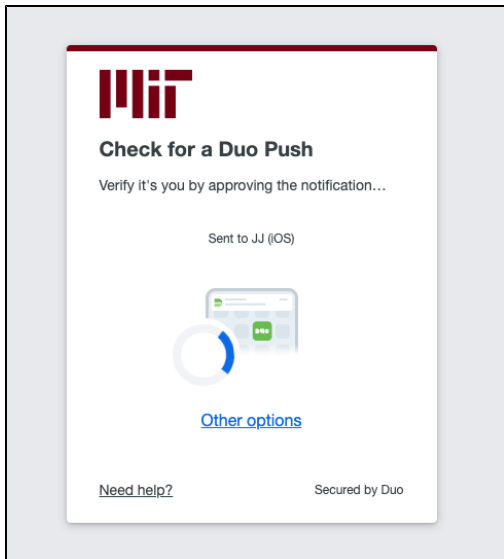 MIT
Check for a Duo Push
Verify it's you by approving the notification...
Sent to JJ (iOS)
DUO
Other options
Need help? Secured by Duo